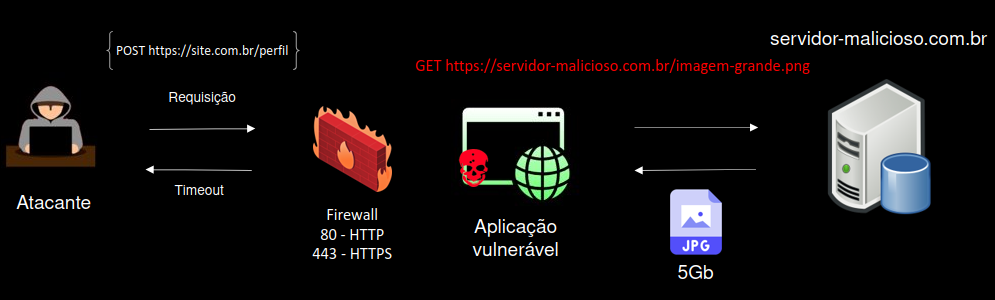 servidor-malicioso.com.br
POST https://site.com.br/perfil
GET https://servidor-malicioso.com.br/imagem-grande.png
Requisição
Timeout
Atacante
Firewall
80 - HTTP
443 - HTTPS
Aplicação
vulnerável
JPG
5Gb